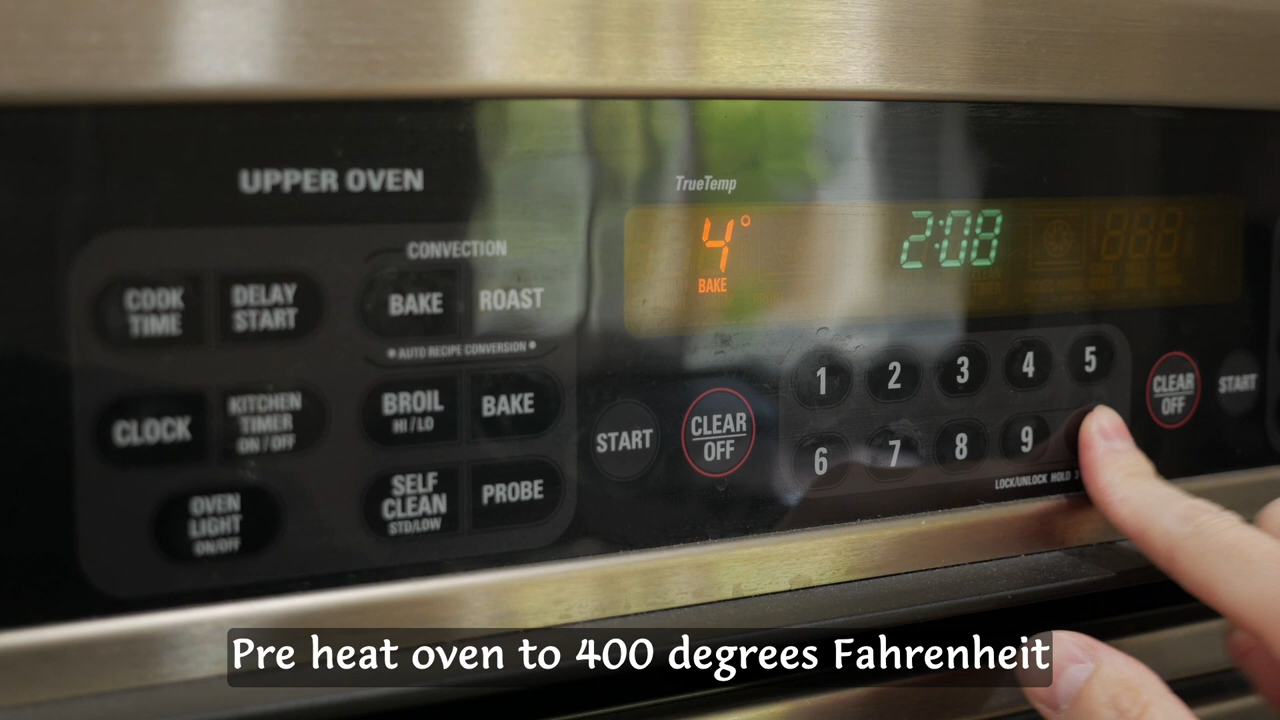 UPPER OVEN
TrueTemp
4°
BAKE
2:08
888
CONVECTION
COOK TIME
DELAY START
BAKE
ROAST
AUTO RECIPE CONVERSION
CLOCK
KITCHEN TIMER ON / OFF
BROIL HI / LO
BAKE
OVEN LIGHT ON/OFF
SELF CLEAN STD/LOW
PROBE
START
CLEAR OFF
1 2 3 4 5
6 7 8 9
LOCK/UNLOCK HOLD 3
CLEAR OFF
START
Pre heat oven to 400 degrees Fahrenheit